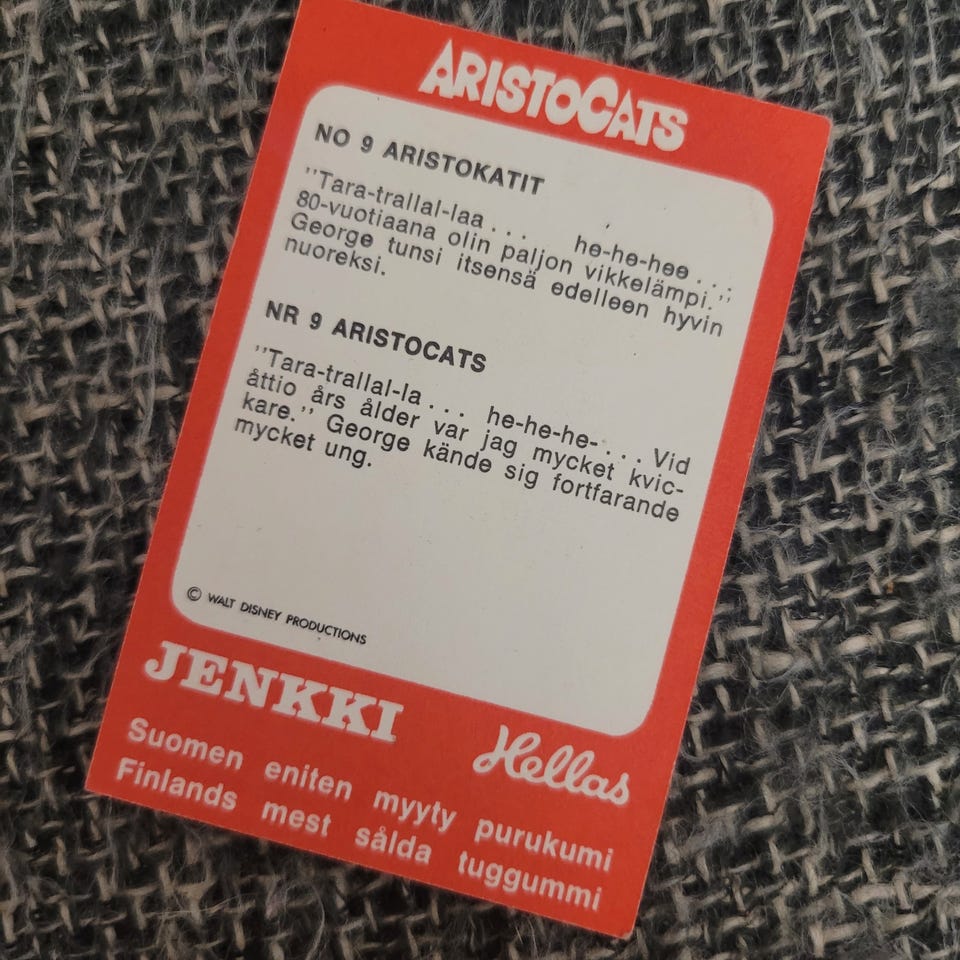 ARISTOCATS
NO 9 ARISTOKATIT
"Tara-trallal-laa . . . he-he-hee . . .
80-vuotiaana olin paljon vikkelämpi."
George tunsi itsensä edelleen hyvin
nuoreksi.
NR 9 ARISTOCATS
"Tara-trallal-la . . . he-he-he- . . . Vid
åttio års ålder var jag mycket kvic-
kare." George kände sig fortfarande
mycket ung.
© WALT DISNEY PRODUCTIONS
JENKKI
Hellas
Suomen eniten myyty purukumi
Finlands mest sålda tuggummi